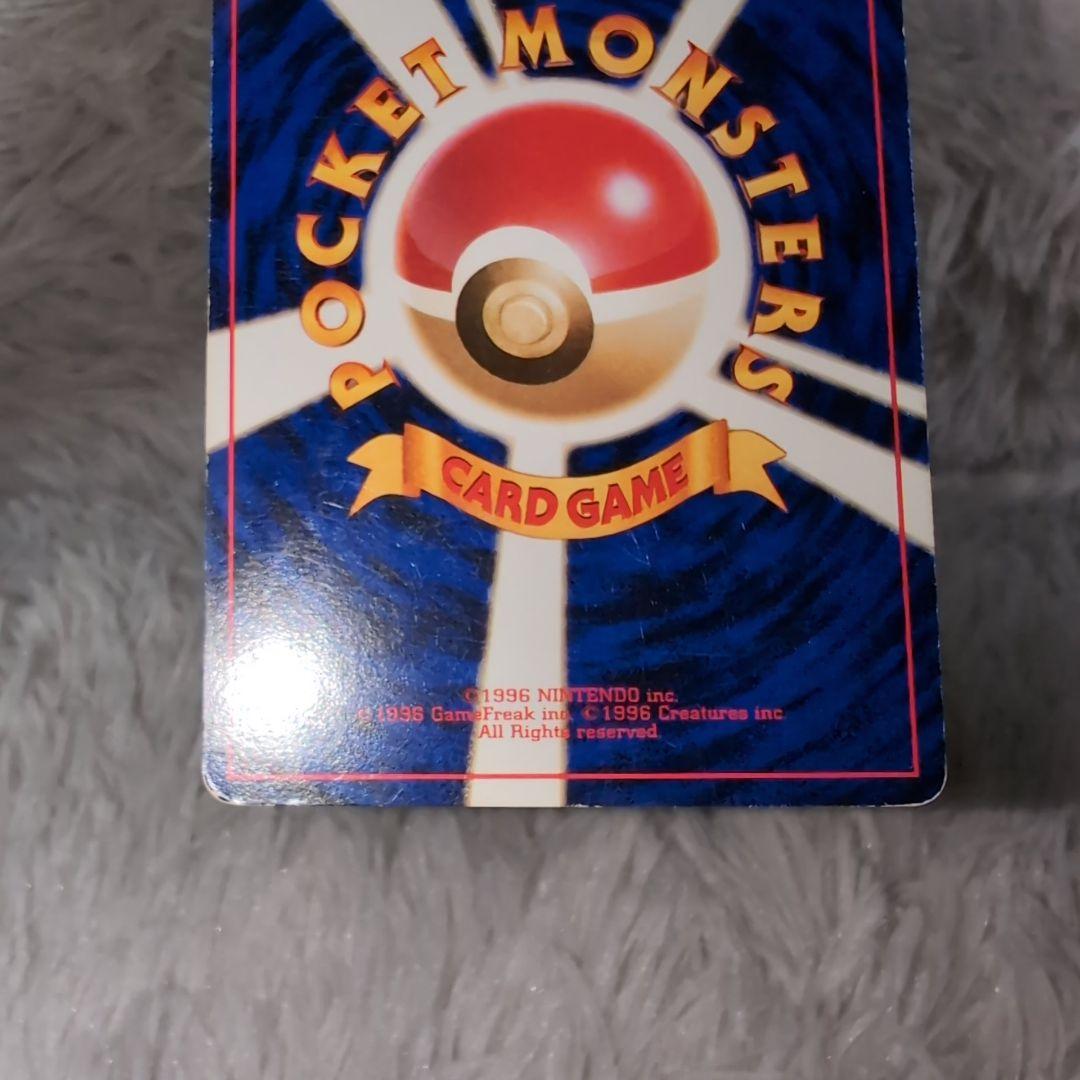 POCKET MONSTERS
CARD GAME
©1996 NINTENDO inc.
©1996 GameFreak inc. ©1996 Creatures inc.
All Rights reserved.